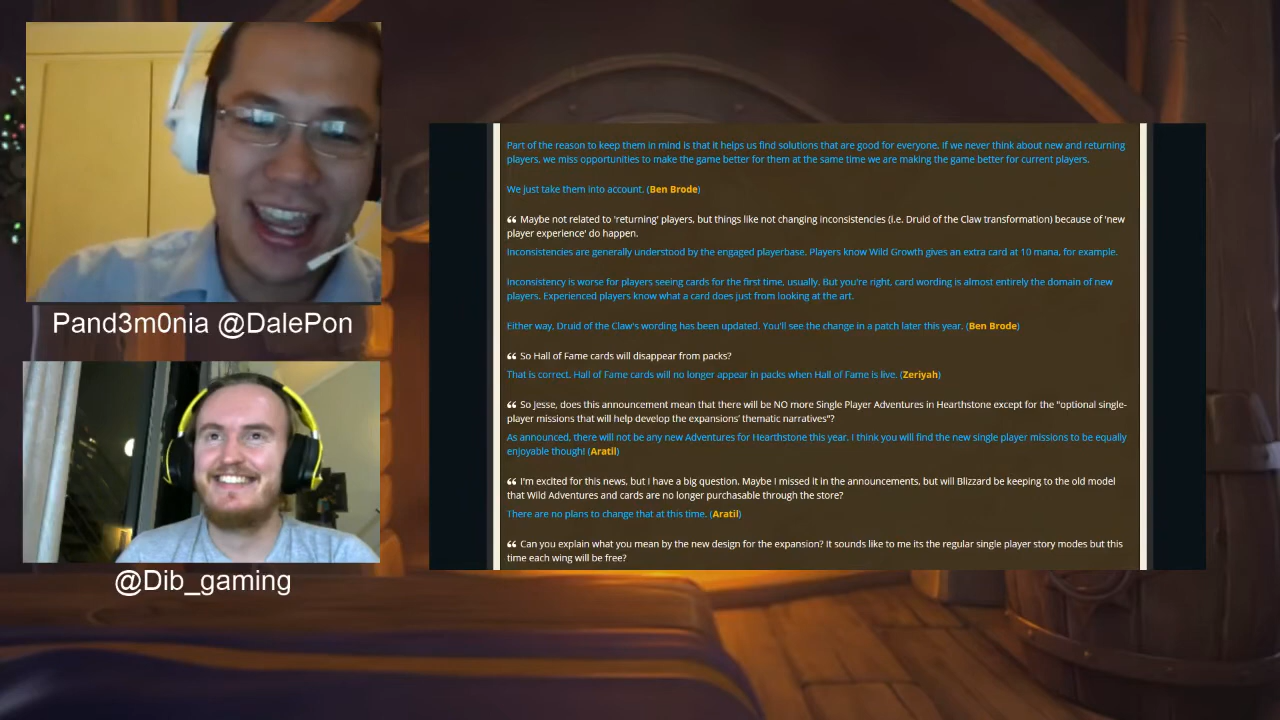 Pand3m0nia @DalePon
@Dib_gaming
Part of the reason to keep them in mind is that it helps us find solutions that are good for everyone. If we never think about new and returning
players, we miss opportunities to make the game better for them at the same time we are making the game better for current players.
We just take them into account. (Ben Brode)
❝ Maybe not related to 'returning' players, but things like not changing inconsistencies (i.e. Druid of the Claw transformation) because of 'new
player experience' do happen.
Inconsistencies are generally understood by the engaged playerbase. Players know Wild Growth gives an extra card at 10 mana, for example.
Inconsistency is worse for players seeing cards for the first time, usually. But you're right, card wording is almost entirely the domain of new
players. Experienced players know what a card does just from looking at the art.
Either way, Druid of the Claw's wording has been updated. You'll see the change in a patch later this year. (Ben Brode)
❝ So Hall of Fame cards will disappear from packs?
That is correct. Hall of Fame cards will no longer appear in packs when Hall of Fame is live. (Zeriyah)
❝ So Jesse, does this announcement mean that there will be NO more Single Player Adventures in Hearthstone except for the "optional single-
player missions that will help develop the expansions' thematic narratives"?
As announced, there will not be any new Adventures for Hearthstone this year. I think you will find the new single player missions to be equally
enjoyable though! (Aratil)
❝ I'm excited for this news, but I have a big question. Maybe I missed it in the announcements, but will Blizzard be keeping to the old model
that Wild Adventures and cards are no longer purchasable through the store?
There are no plans to change that at this time. (Aratil)
❝ Can you explain what you mean by the new design for the expansion? It sounds like to me its the regular single player story modes but this
time each wing will be free?